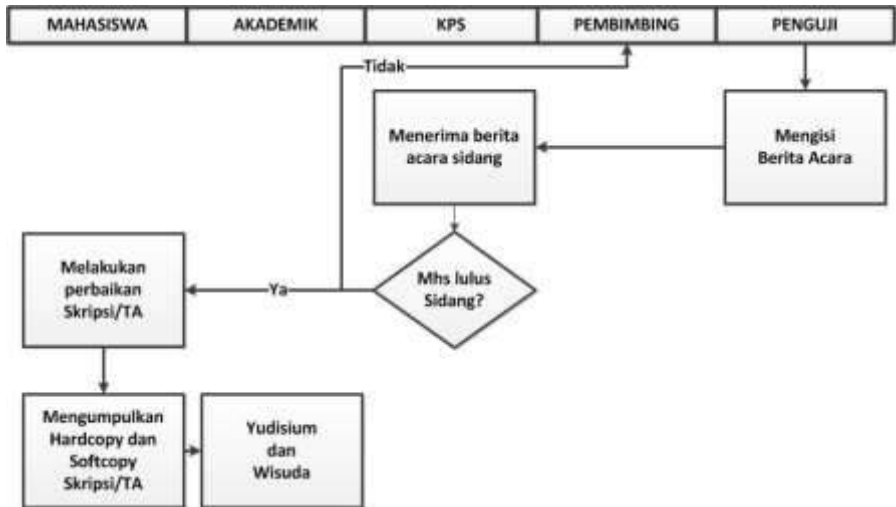 MAHASISWA AKADEMIK KPS PEMBIMBING PENGUJI
Tidak
Menerima berita
acara sidang
Mengisi
Berita Acara
Melakukan
perbaikan
Skripsi/TA
Ya
Mhs lulus
Sidang?
Mengumpulkan
Hardcopy dan
Softcopy
Skripsi/TA
Yudisium
dan
Wisuda